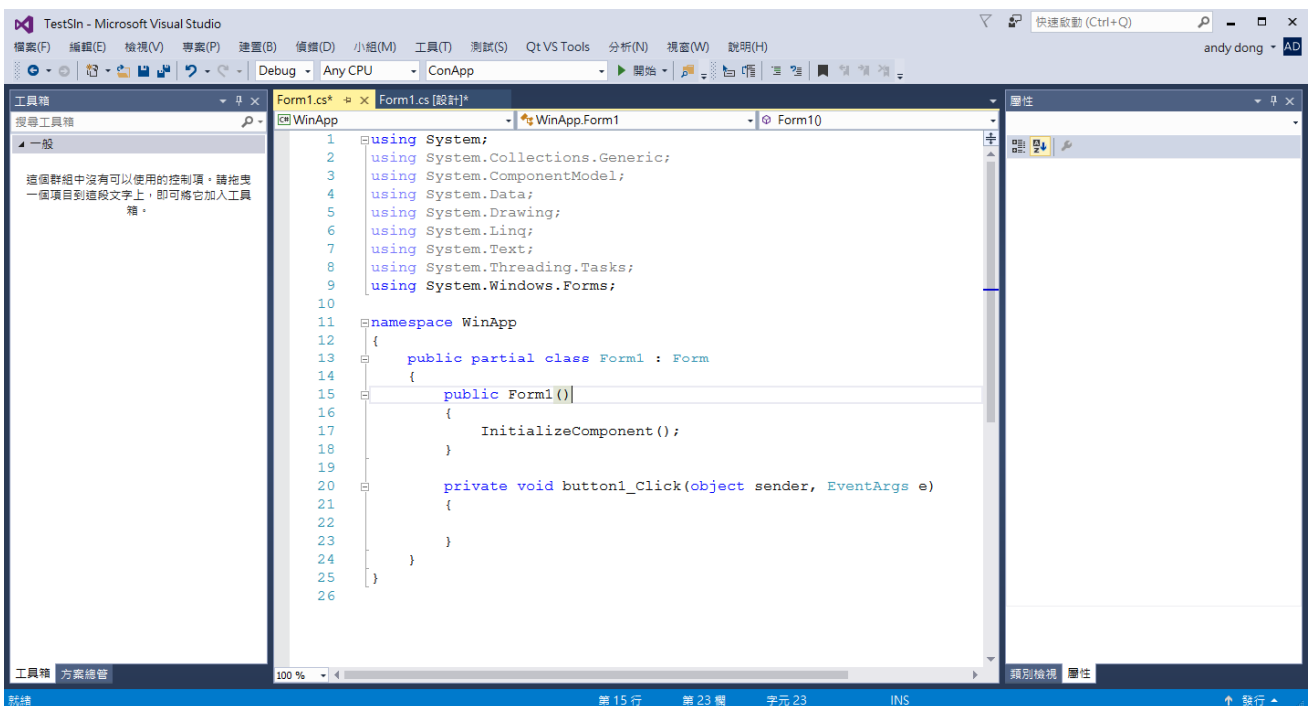 TestSln - Microsoft Visual Studio
快速啟動 (Ctrl+Q)
檔案(F) 編輯(E) 檢視(V) 專案(P) 建置(B) 偵錯(D) 小組(M) 工具(T) 測試(S) Qt VS Tools 分析(N) 視窗(W) 說明(H)
andy dong AD
Debug Any CPU ConApp 開始
工具箱
搜尋工具箱
一般
這個群組中沒有可以使用的控制項。請拖曳
一個項目到這段文字上，即可將它加入工具
箱。
工具箱 方案總管
Form1.cs* Form1.cs [設計]*
C# WinApp WinApp.Form1 Form1()
1 using System;
2 using System.Collections.Generic;
3 using System.ComponentModel;
4 using System.Data;
5 using System.Drawing;
6 using System.Linq;
7 using System.Text;
8 using System.Threading.Tasks;
9 using System.Windows.Forms;
10
11 namespace WinApp
12 {
13 public partial class Form1 : Form
14 {
15 public Form1()
16 {
17 InitializeComponent();
18 }
19
20 private void button1_Click(object sender, EventArgs e)
21 {
22
23 }
24 }
25 }
26
100 %
屬性
類別檢視 屬性
就緒 第 15 行 第 23 欄 字元 23 INS 發行